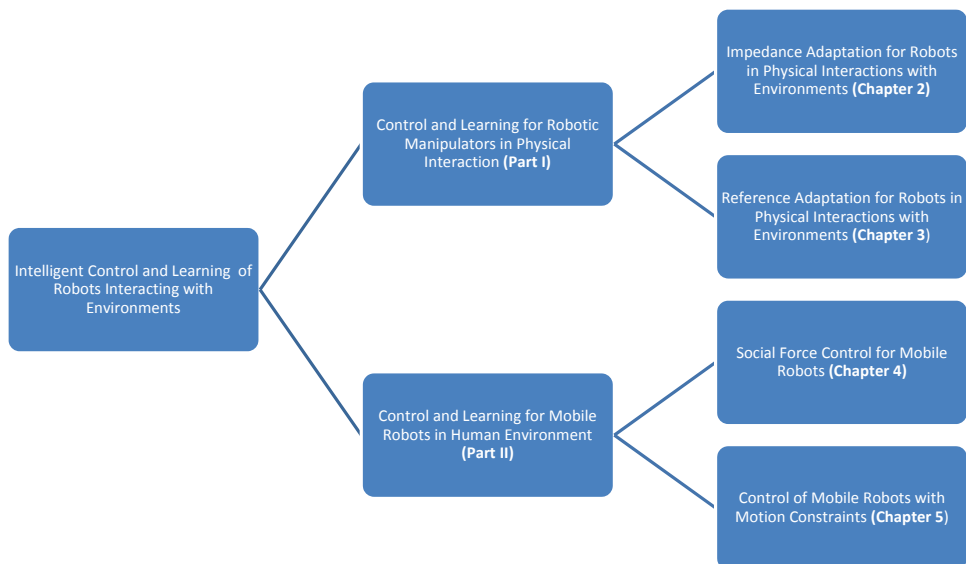 Intelligent Control and Learning of
Robots Interacting with
Environments
Control and Learning for Robotic
Manipulators in Physical
Interaction (Part I)
Impedance Adaptation for Robots
in Physical Interactions with
Environments (Chapter 2)
Reference Adaptation for Robots in
Physical Interactions with
Environments (Chapter 3)
Control and Learning for Mobile
Robots in Human Environment
(Part II)
Social Force Control for Mobile
Robots (Chapter 4)
Control of Mobile Robots with
Motion Constraints (Chapter 5)